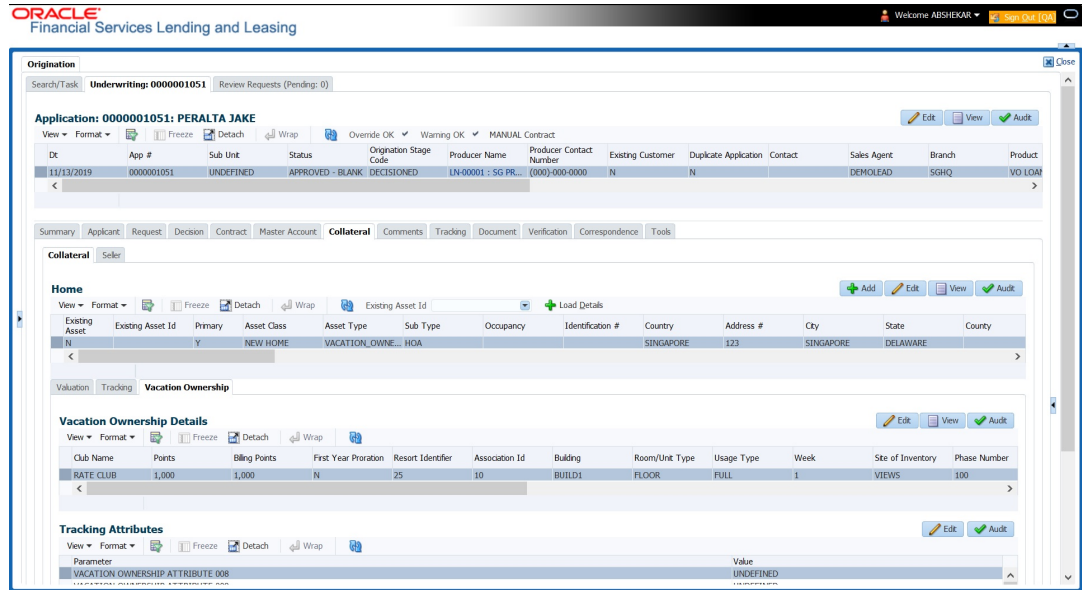 ORACLE
Financial Services Lending and Leasing
Welcome ABSHEKAR
Sign Out [QA]
Close
Origination
Search/Task Underwriting: 0000001051 Review Requests (Pending: 0)
Application: 0000001051: PERALTA JAKE
Edit View Audit
View Format Freeze Detach Wrap Override OK Warning OK MANUAL Contract
Dt App # Sub Unit Status Origination Stage Code Producer Name Producer Contact Number Existing Customer Duplicate Application Contact Sales Agent Branch Product
11/13/2019 0000001051 UNDEFINED APPROVED - BLANK DECISIONED LN-00001 : SG PR... (000)-000-0000 N N DEMOLEAD SGHQ VO LOAN
Summary Applicant Request Decision Contract Master Account Collateral Comments Tracking Document Verification Correspondence Tools
Collateral Seller
Home
Add Edit View Audit
View Format Freeze Detach Wrap Existing Asset Id Load Details
Existing Asset Existing Asset Id Primary Asset Class Asset Type Sub Type Occupancy Identification # Country Address # City State County
N Y NEW HOME VACATION_OWNE... HOA SINGAPORE 123 SINGAPORE DELAWARE
Valuation Tracking Vacation Ownership
Vacation Ownership Details
Edit View Audit
View Format Freeze Detach Wrap
Club Name Points Billing Points First Year Proration Resort Identifier Association Id Building Room/Unit Type Usage Type Week Site of Inventory Phase Number
RATE CLUB 1,000 1,000 N 25 10 BUILD1 FLOOR FULL 1 VIEWS 100
Tracking Attributes
Edit Audit
View Format Freeze Detach Wrap
Parameter Value
VACATION OWNERSHIP ATTRIBUTE 008 UNDEFINED